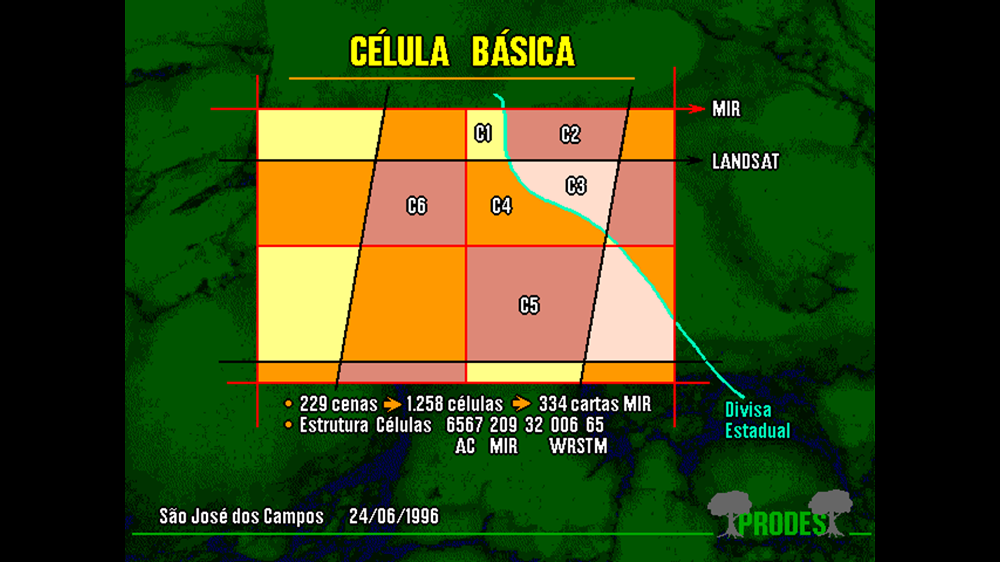 CÉLULA BÁSICA
MIR
C1
C2
LANDSAT
C3
C6
C4
C5
229 cenas 1.258 células 334 cartas MIR
Estrutura Células 6567 209 32 006 65
AC MIR WRSTM
Divisa
Estadual
São José dos Campos 24/06/1996
PRODES